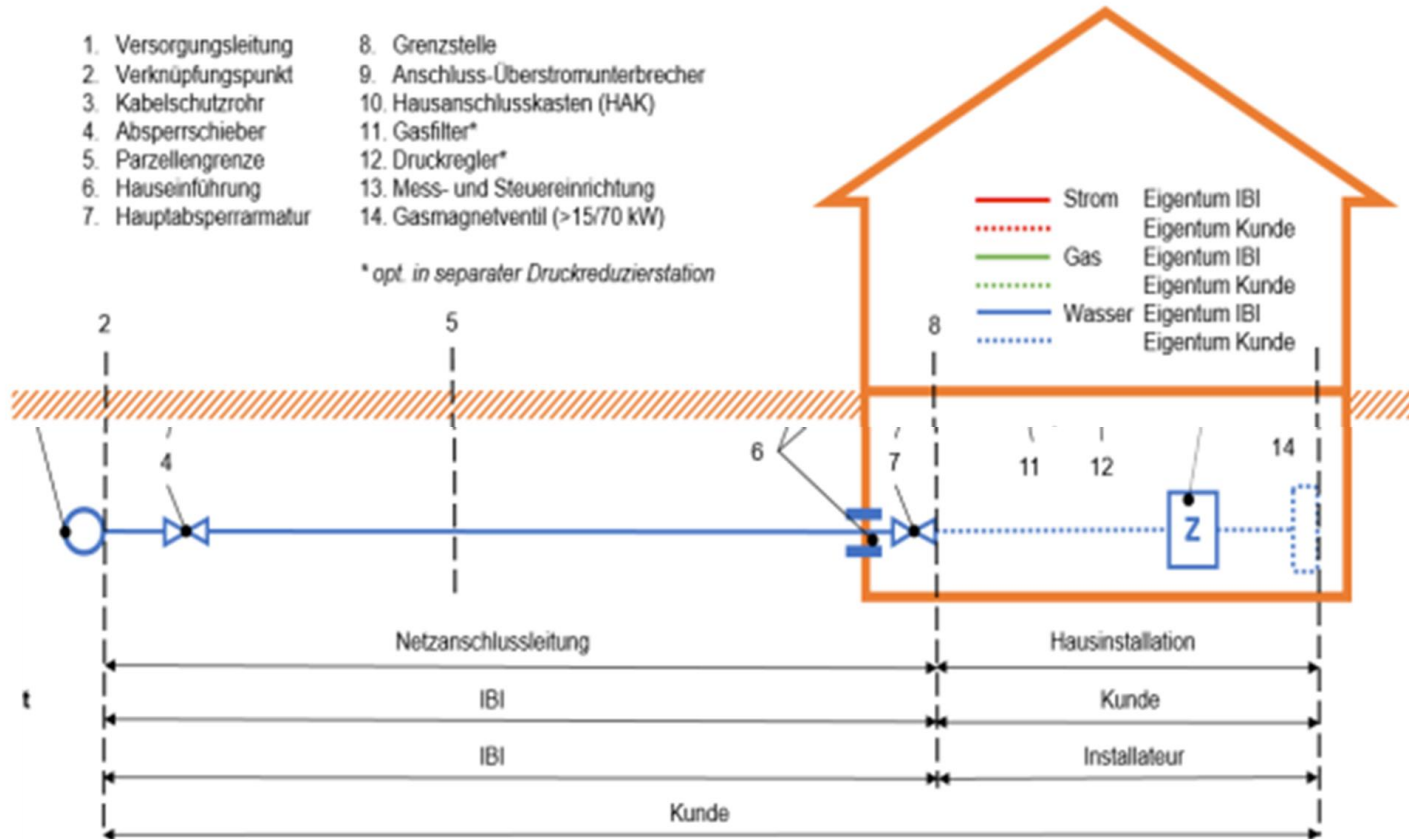 1. Versorgungsleitung
2. Verknüpfungspunkt
3. Kabelschutzrohr
4. Absperrschieber
5. Parzellengrenze
6. Hauseinführung
7. Hauptabsperrarmatur
8. Grenzstelle
9. Anschluss-Überstromunterbrecher
10. Hausanschlusskasten (HAK)
11. Gasfilter*
12. Druckregler*
13. Mess- und Steuereinrichtung
14. Gasmagnetventil (>15/70 kW)
* opt. in separater Druckreduzierstation
Strom Eigentum IBI
Eigentum Kunde
Gas Eigentum IBI
Eigentum Kunde
Wasser Eigentum IBI
Eigentum Kunde
2 5 8
4 6 7 11 12 14
Z
Netzanschlussleitung Hausinstallation
t IBI Kunde
IBI Installateur
Kunde